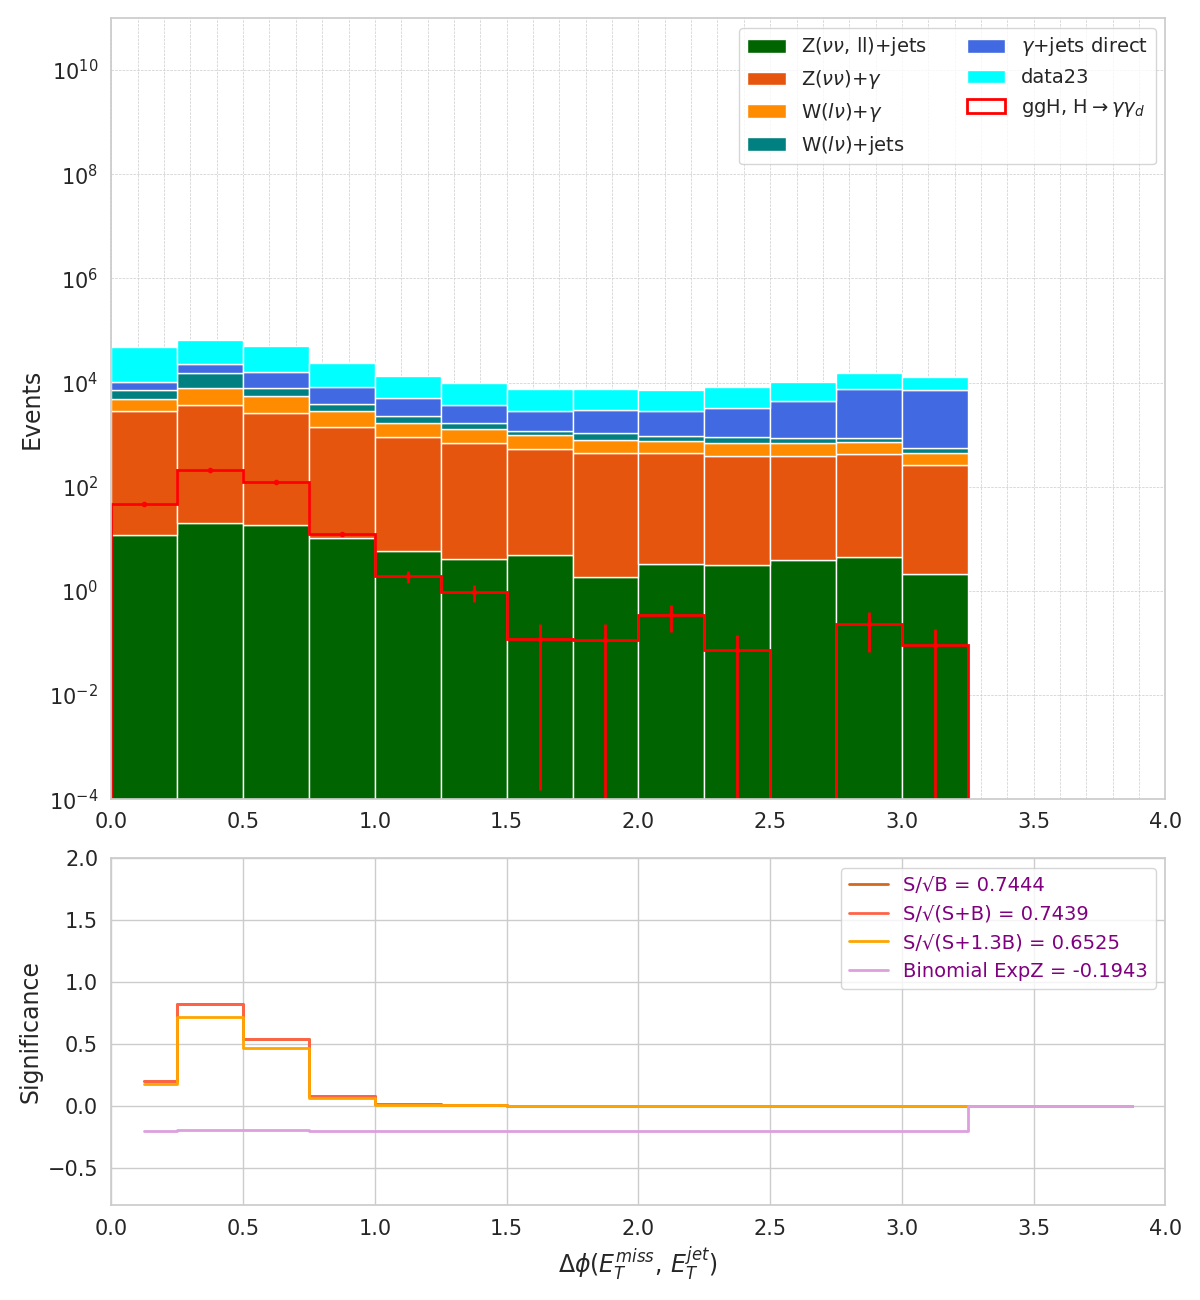 Events
10^10
10^8
10^6
10^4
10^2
10^0
10^−2
10^−4
Z(νν, ll)+jets
Z(νν)+γ
W(lν)+γ
W(lν)+jets
γ+jets direct
data23
ggH, H → γγ_d
0.0 0.5 1.0 1.5 2.0 2.5 3.0 3.5 4.0
Significance
2.0
1.5
1.0
0.5
0.0
−0.5
S/√B = 0.7444
S/√(S+B) = 0.7439
S/√(S+1.3B) = 0.6525
Binomial ExpZ = -0.1943
0.0 0.5 1.0 1.5 2.0 2.5 3.0 3.5 4.0
Δϕ(E_T^miss, E_T^jet)